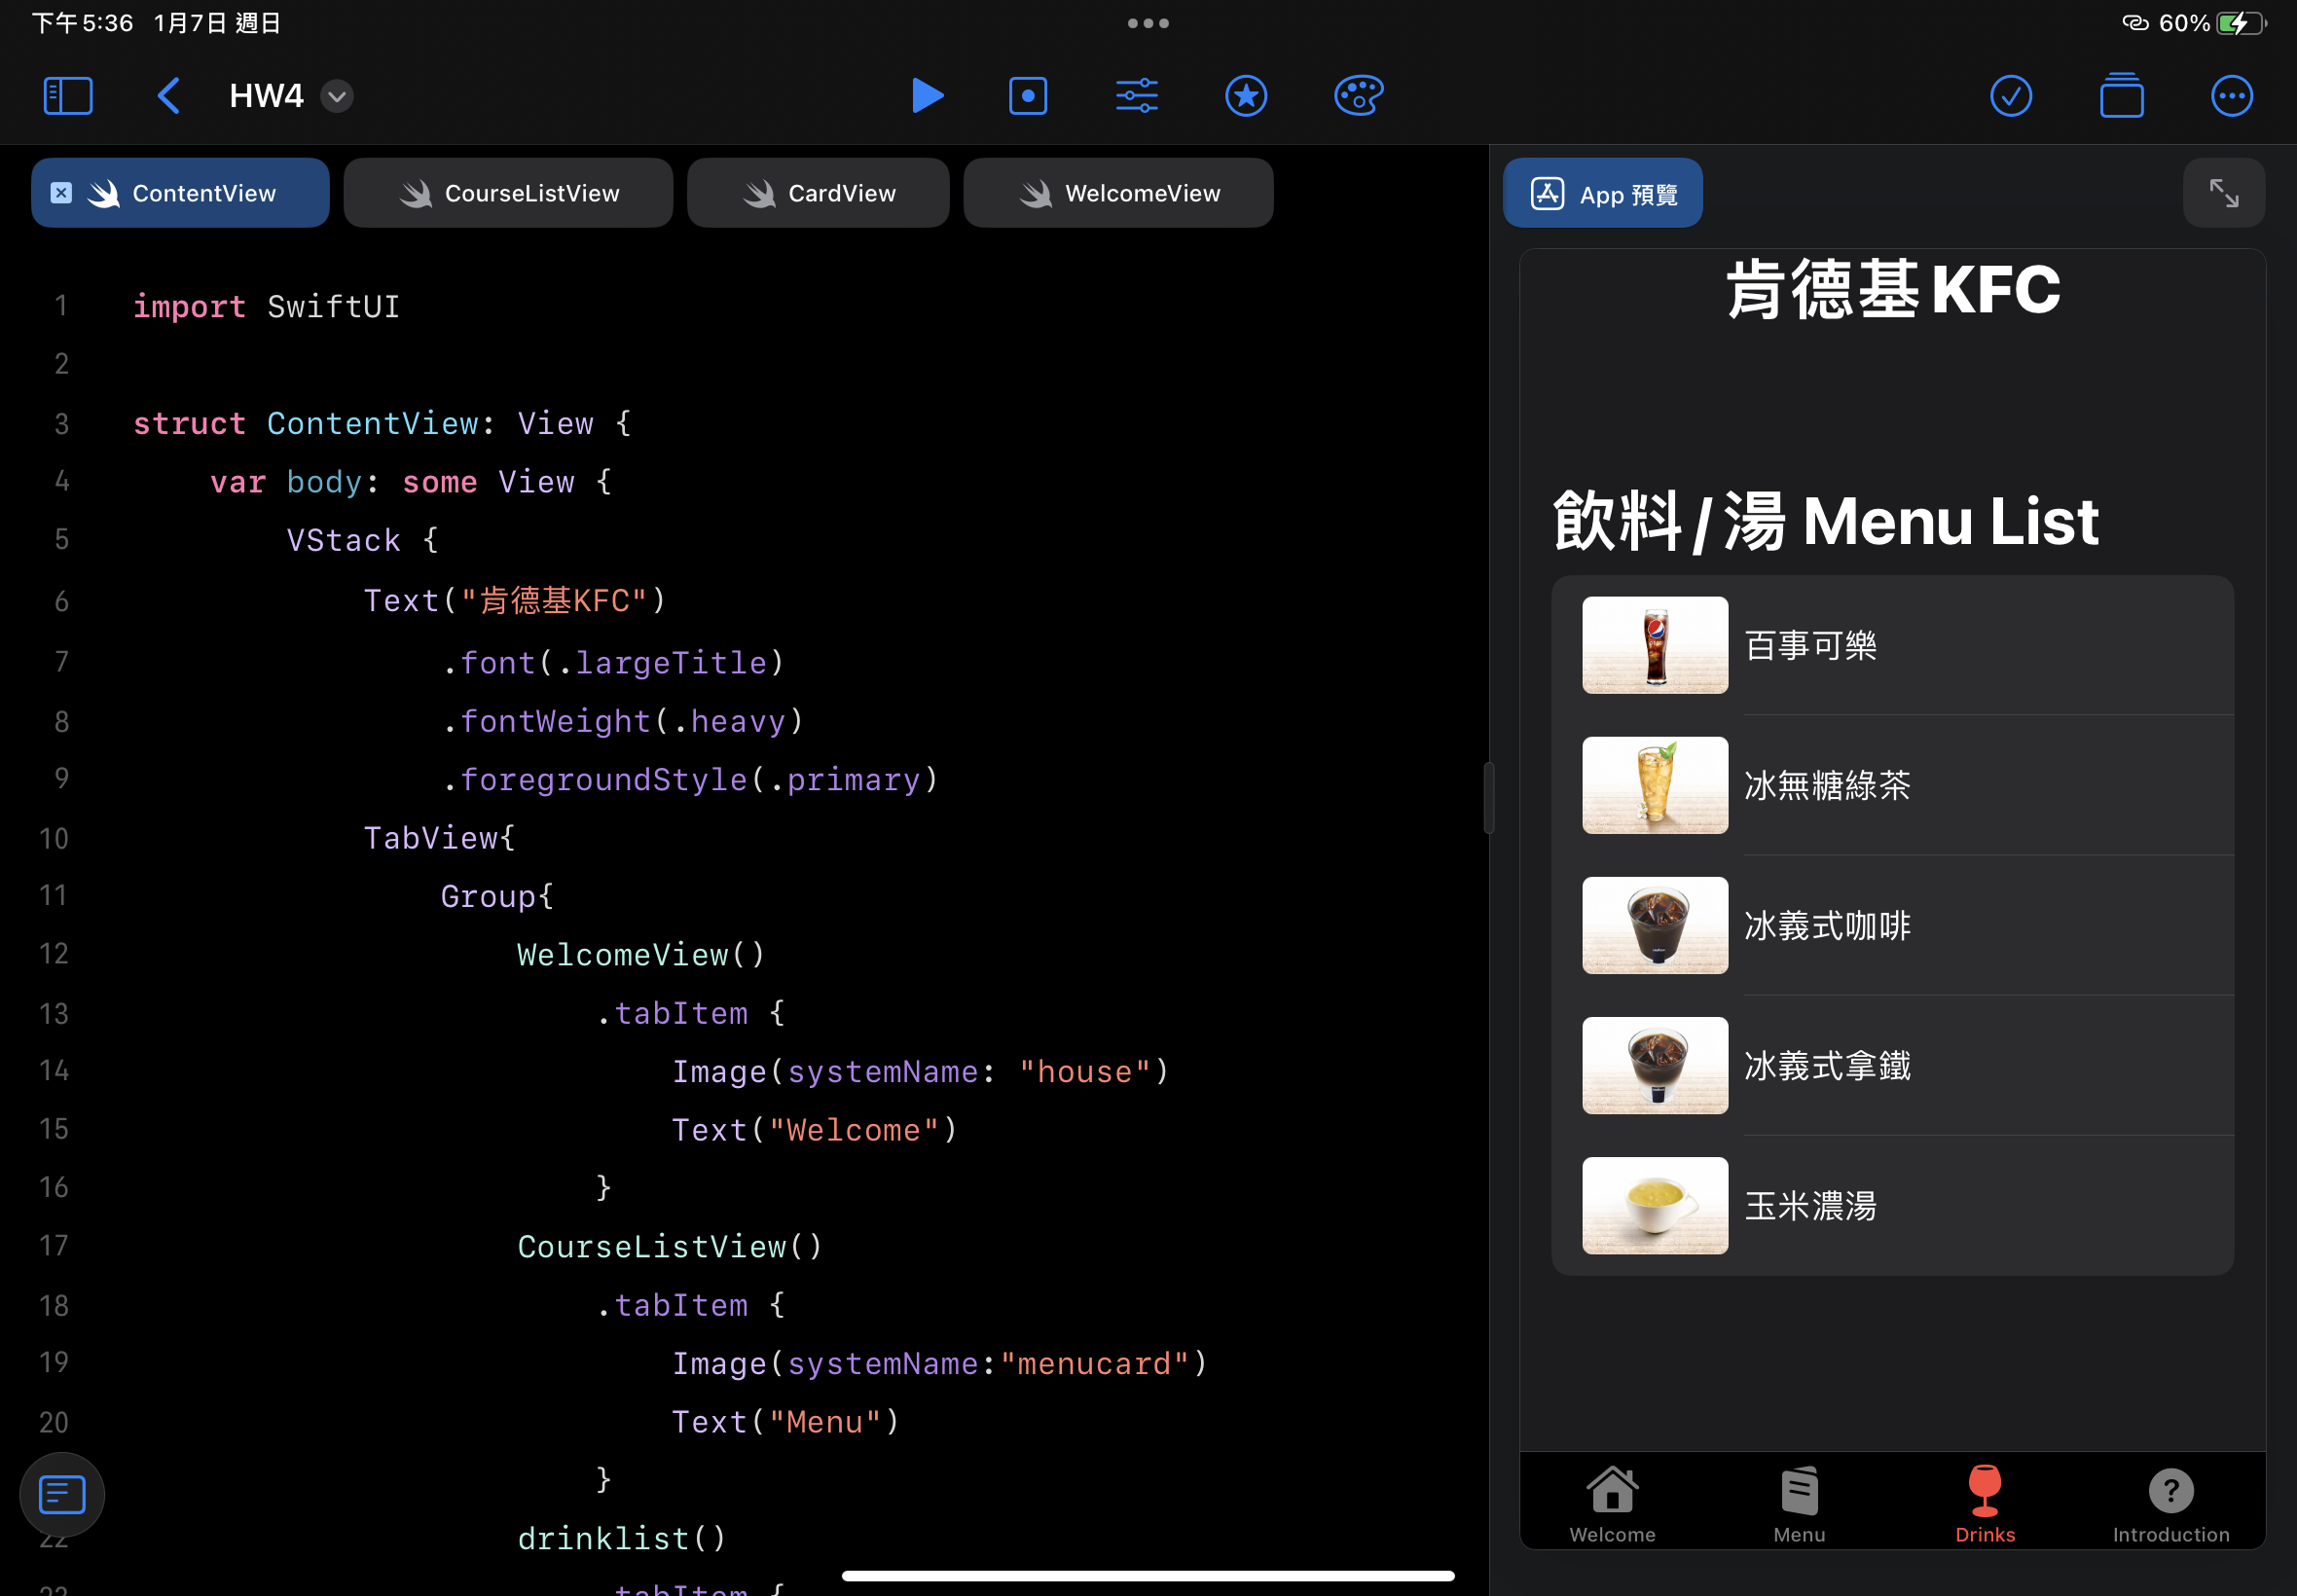 下午5:36 1月7日 週日
60%
HW4
ContentView
CourseListView
CardView
WelcomeView
App 預覽
1 import SwiftUI
2
3 struct ContentView: View {
4 var body: some View {
5 VStack {
6 Text("肯德基KFC")
7 .font(.largeTitle)
8 .fontWeight(.heavy)
9 .foregroundStyle(.primary)
10 TabView{
11 Group{
12 WelcomeView()
13 .tabItem {
14 Image(systemName: "house")
15 Text("Welcome")
16 }
17 CourseListView()
18 .tabItem {
19 Image(systemName:"menucard")
20 Text("Menu")
}
22 drinklist()
23 .tabItem {
肯德基KFC
飲料/湯 Menu List
百事可樂
冰無糖綠茶
冰義式咖啡
冰義式拿鐵
玉米濃湯
Welcome
Menu
Drinks
Introduction